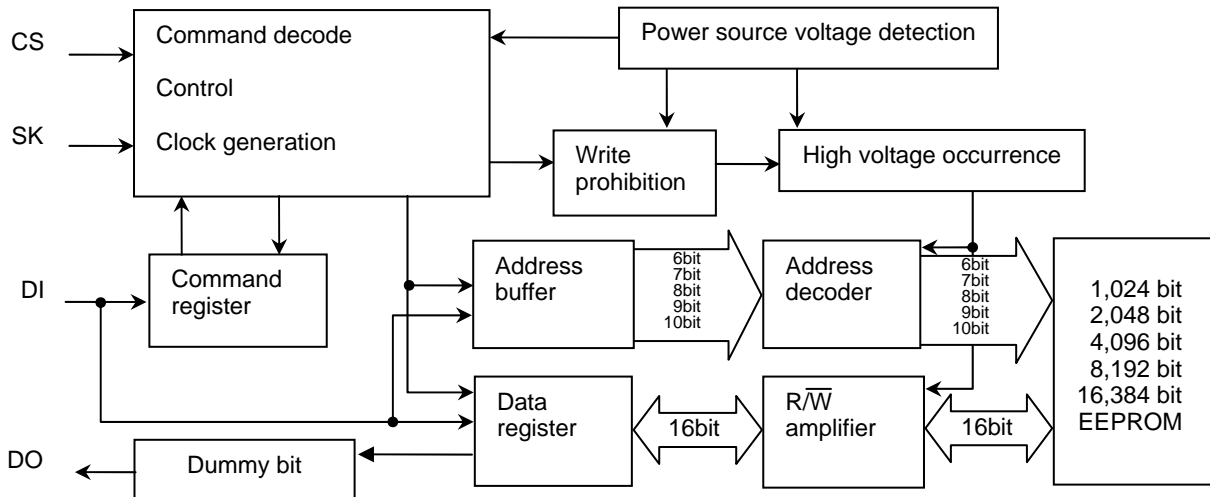 CS
Command decode
Power source voltage detection
Control
SK
Clock generation
Write
prohibition
High voltage occurrence
DI
Command
register
Address
buffer
6bit
7bit
8bit
9bit
10bit
Address
decoder
6bit
7bit
8bit
9bit
10bit
1,024 bit
2,048 bit
4,096 bit
8,192 bit
16,384 bit
EEPROM
Data
register
16bit
R/W̅
amplifier
16bit
DO
Dummy bit